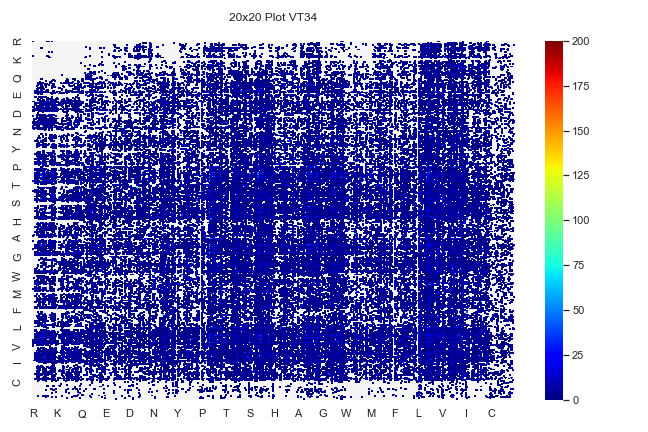 20x20 Plot VT34
R
K
Q
E
D
N
Y
P
T
S
H
A
G
W
M
F
L
V
I
C
R K Q E D N Y P T S H A G W M F L V I C
200
175
150
125
100
75
50
25
0